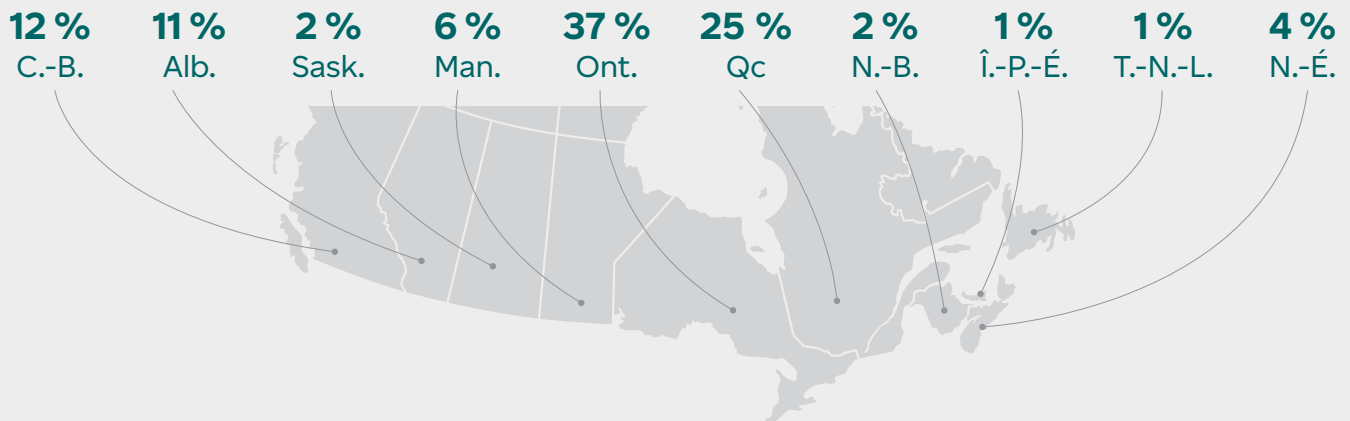 12 % 11 % 2 % 6 % 37 % 25 % 2 % 1 % 1 % 4 %
C.-B. Alb. Sask. Man. Ont. Qc N.-B. Î.-P.-É. T.-N.-L. N.-É.